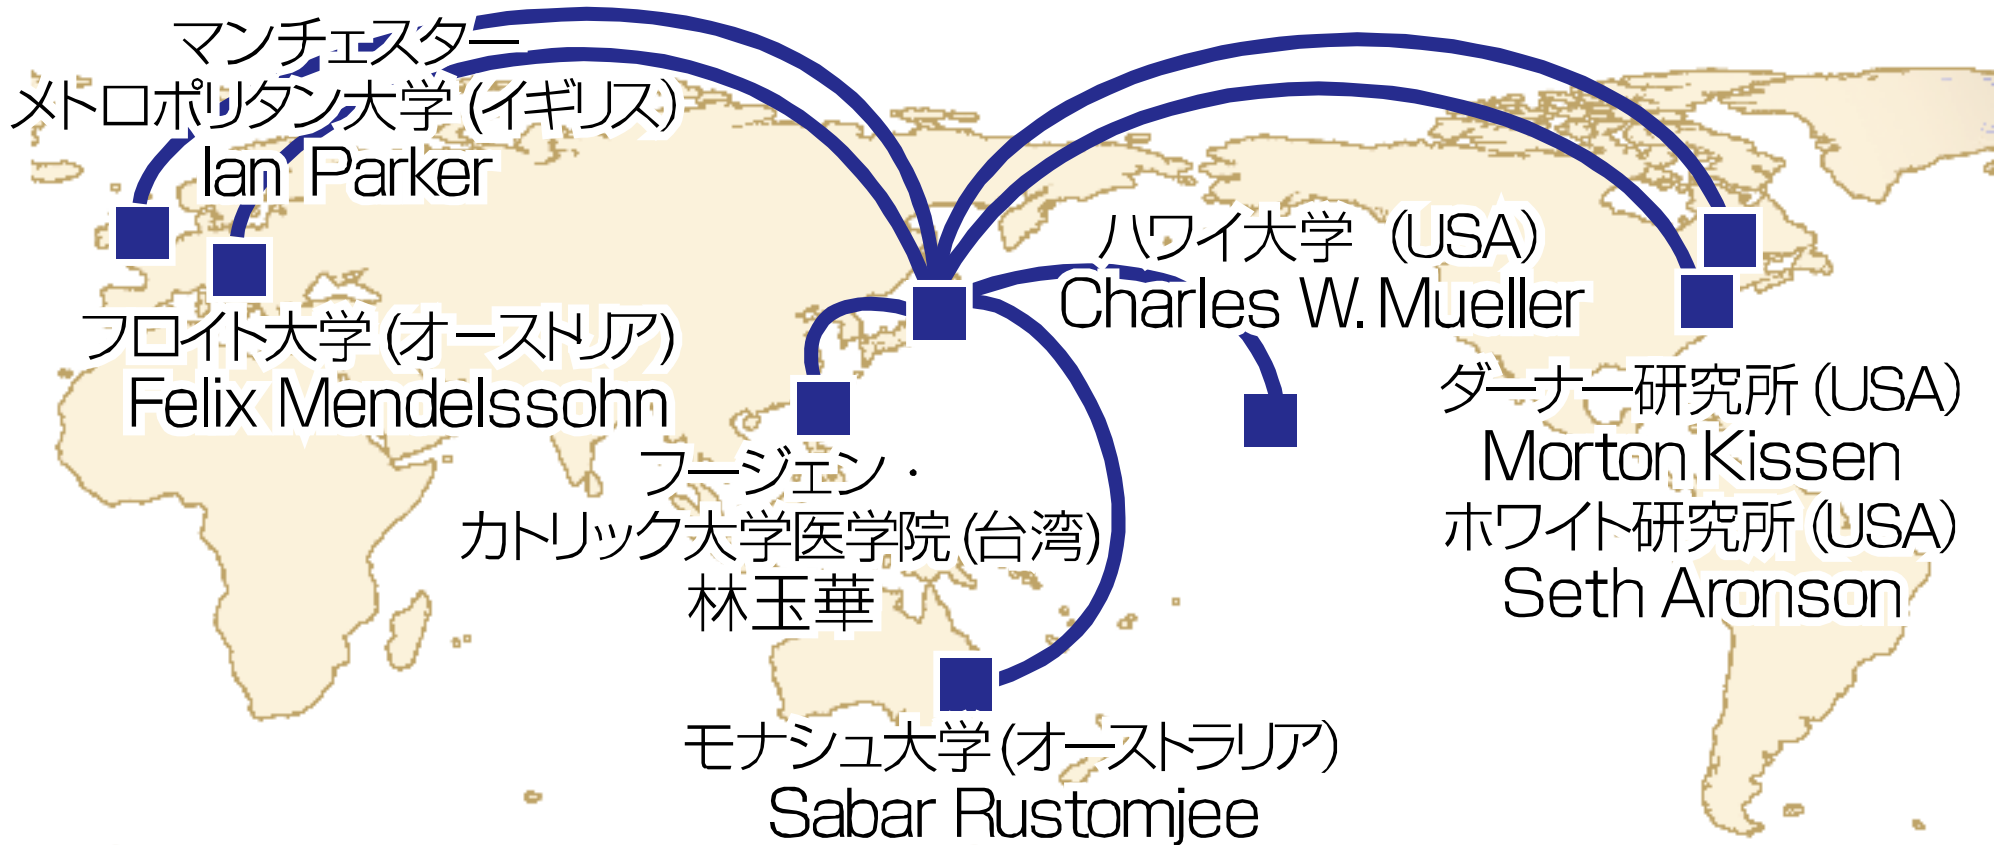 マンチェスター
メトロポリタン大学(イギリス)
Ian Parker
フロイト大学(オーストリア)
Felix Mendelssohn
フージェン・
カトリック大学医学院(台湾)
林玉華
モナシュ大学(オーストラリア)
Sabar Rustomjee
ハワイ大学 (USA)
Charles W. Mueller
ダーナー研究所(USA)
Morton Kissen
ホワイト研究所(USA)
Seth Aronson